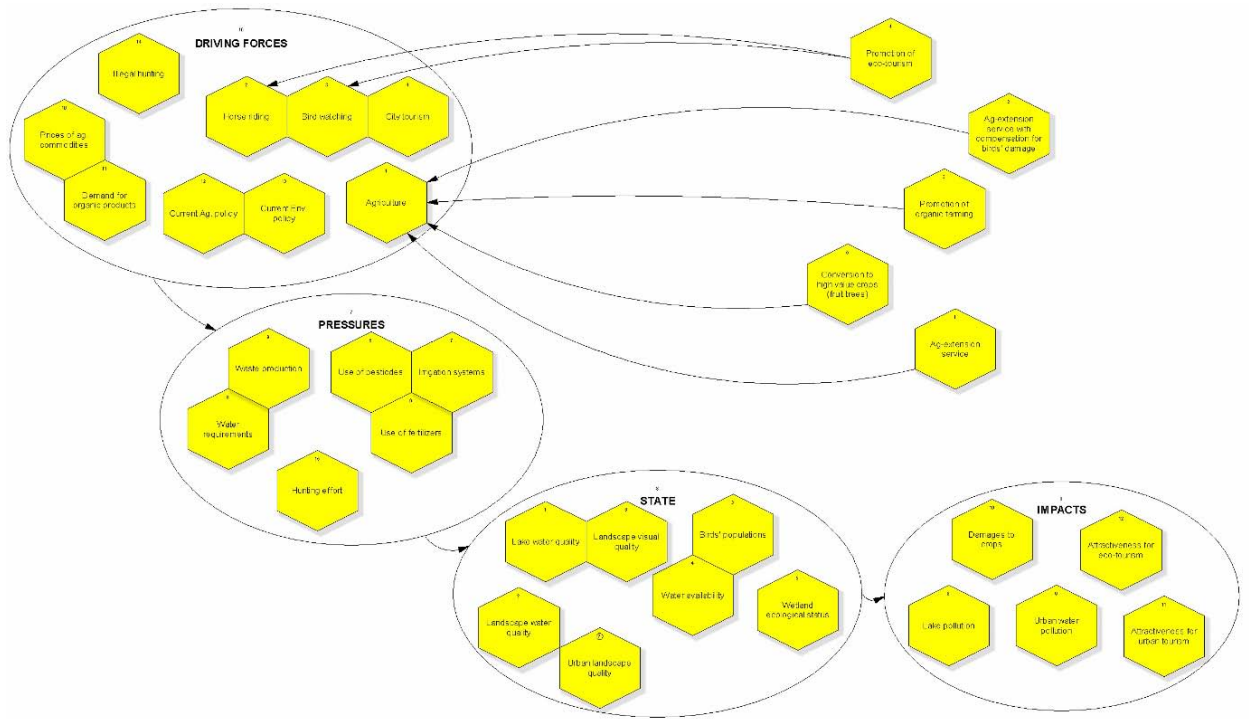 DRIVING FORCES
Illegal hunting
Horse riding
Bird watching
City tourism
Prices of ag
commodities
Demand for
organic products
Current Ag. policy
Current Env.
policy
Agriculture
Promotion of
eco-tourism
Ag-extension
service with
compensation for
birds' damage
Promotion of
organic farming
Conversion to
high value crops
(fruit trees)
Ag-extension
service
PRESSURES
Waste production
Use of pesticides
Irrigation systems
Water
requirements
Use of fertilizers
Hunting effort
STATE
Lake water quality
Landscape visual
quality
Birds' populations
Water availability
Wetland
ecological status
Landscape water
quality
Urban landscape
quality
IMPACTS
Damages to
crops
Attractiveness for
eco-tourism
Lake pollution
Urban water
pollution
Attractiveness for
urban tourism